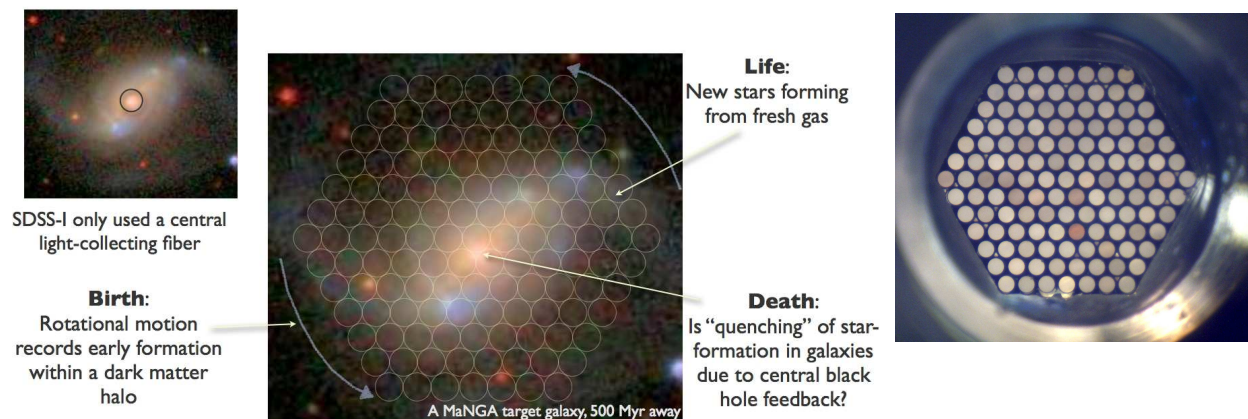 SDSS-I only used a central
light-collecting fiber
Birth:
Rotational motion
records early formation
within a dark matter
halo
Life:
New stars forming
from fresh gas
Death:
Is “quenching” of star-
formation in galaxies
due to central black
hole feedback?
A MaNGA target galaxy, 500 Myr away